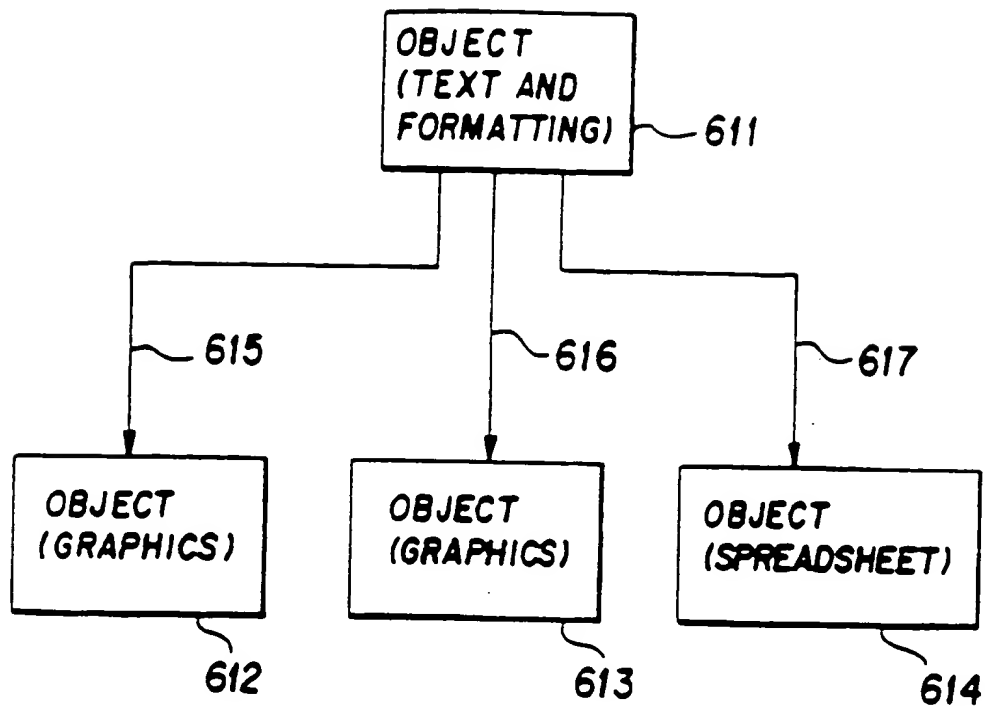 OBJECT
(TEXT AND
FORMATTING)
611
615
616
617
OBJECT
(GRAPHICS)
OBJECT
(GRAPHICS)
OBJECT
(SPREADSHEET)
612
613
614